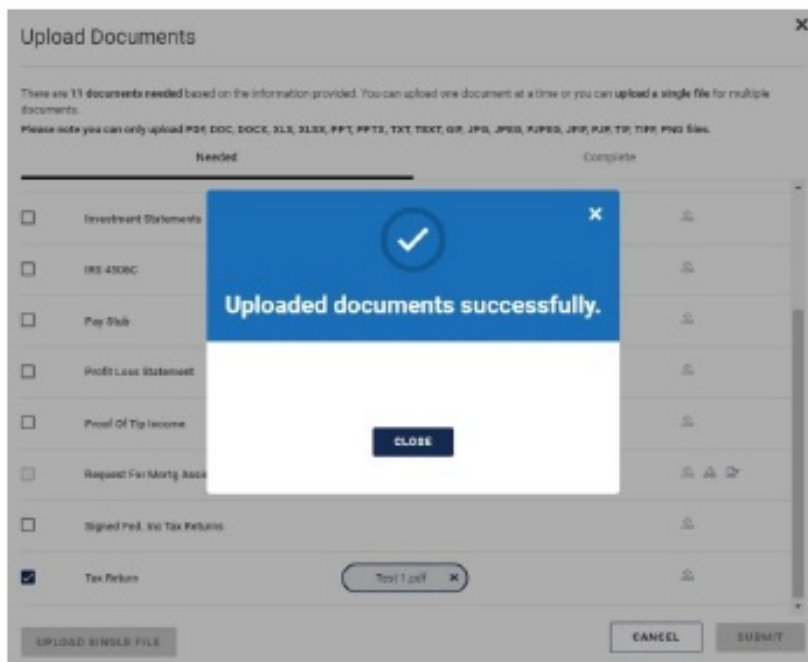 Upload Documents
There are 11 documents needed based on the information provided. You can upload one document at a time or you can upload a single file for multiple
documents.
Please note you can only upload PDF, DOC, DOCX, XLS, XLSX, PPT, PPTX, TXT, TEXT, GIF, JPG, JPEG, PJPEG, JFIF, PJP, TIF, TIFF, PNG files.
Needed Complete
Investment Statements
Uploaded documents successfully.
IRS 4506C
Pay Stub
Profit Loss Statement
Proof Of Tip Income
CLOSE
Request For Mortg Assi
Signed Fed. Inc Tax Returns
Tax Return Test 1.pdf
UPLOAD SINGLE FILE CANCEL SUBMIT